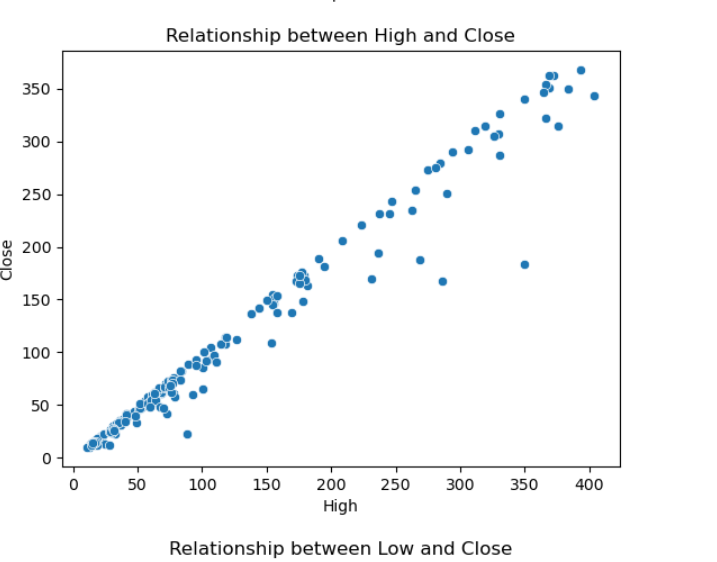 Relationship between High and Close
350
300
250
200
150
100
50
0
Close
0 50 100 150 200 250 300 350 400
High
Relationship between Low and Close